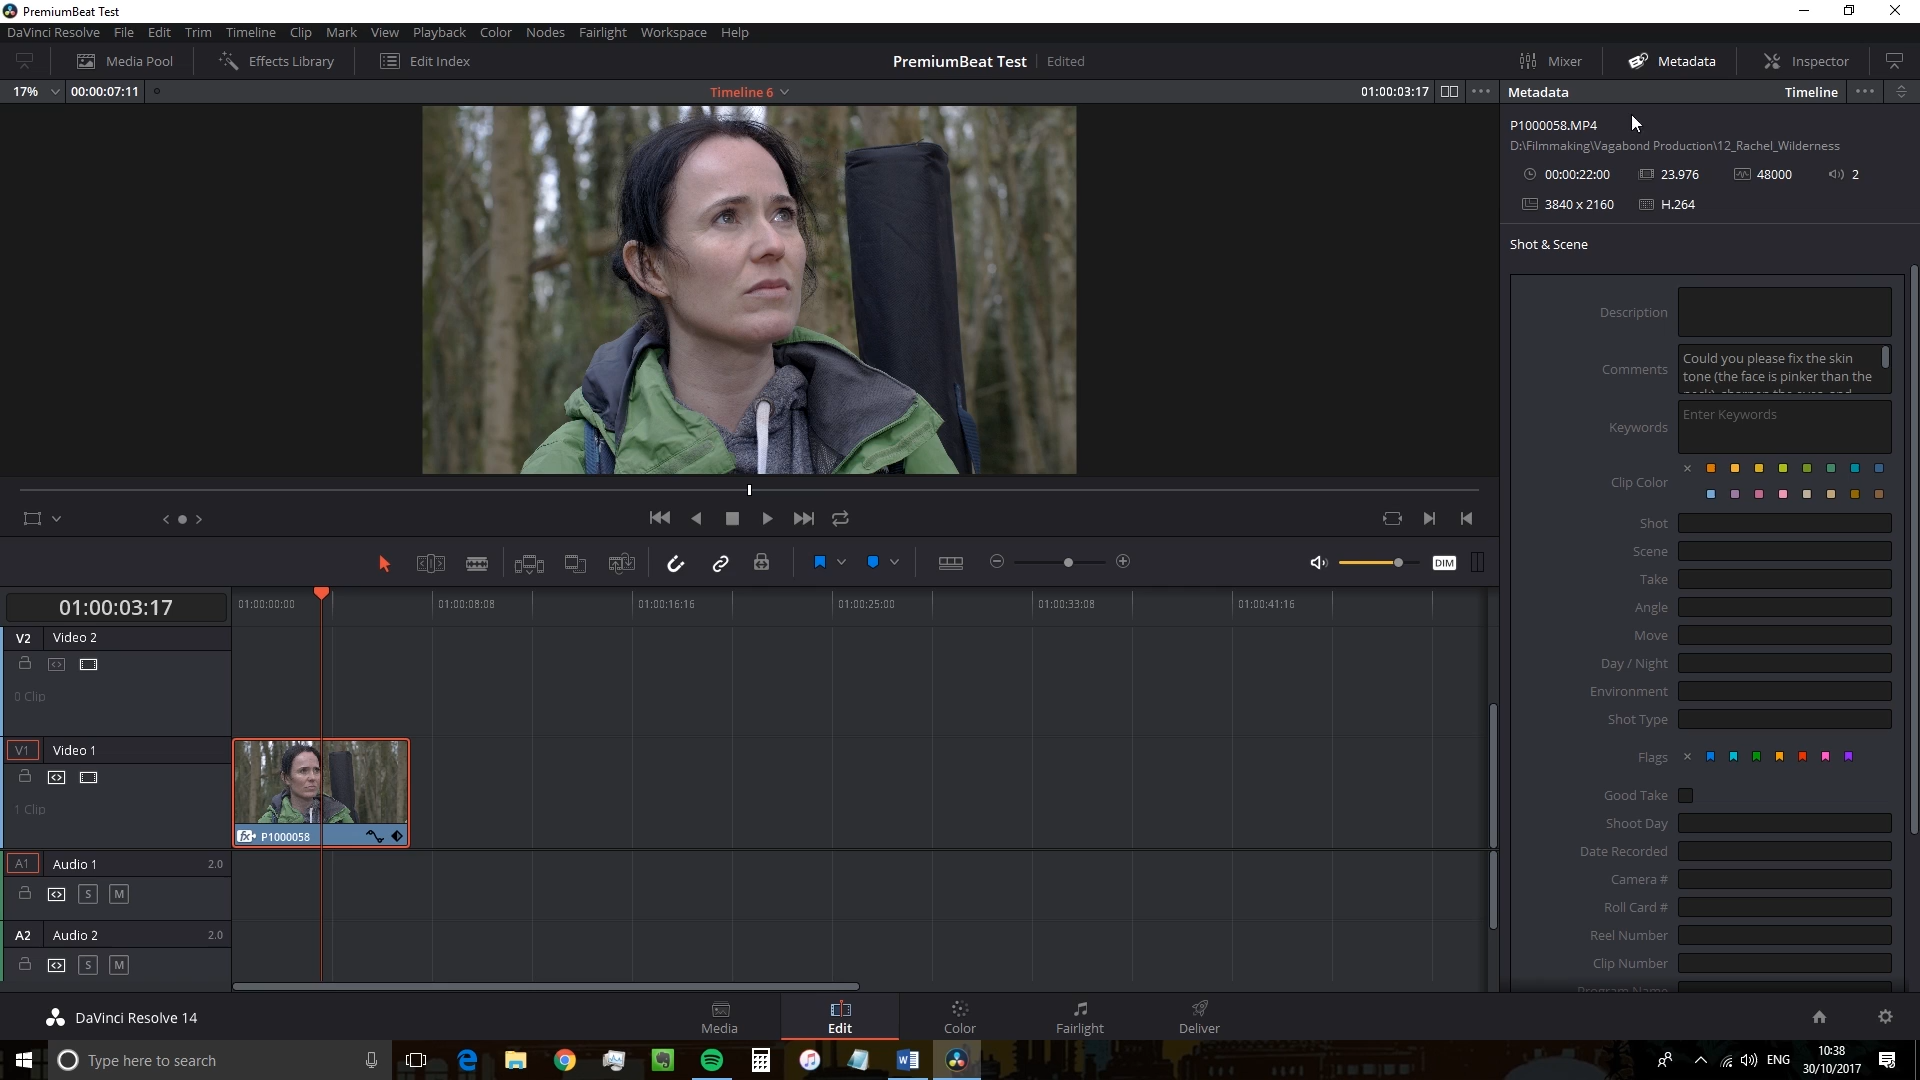 PremiumBeat Test
DaVinci Resolve File Edit Trim Timeline Clip Mark View Playback Color Nodes Fairlight Workspace Help
Media Pool Effects Library Edit Index PremiumBeat Test Edited Mixer Metadata Inspector
17% 00:00:07:11 Timeline 6 01:00:03:17 Metadata Timeline
P1000058.MP4
D:\Filmmaking\Vagabond Production\12_Rachel_Wilderness
00:00:22:00 23.976 48000 2
3840 x 2160 H.264
Shot & Scene
Description
Comments
Could you please fix the skin
tone (the face is pinker than the
Keywords
Enter Keywords
Clip Color
Shot
Scene
Take
Angle
Move
Day / Night
Environment
Shot Type
Flags
Good Take
Shoot Day
Date Recorded
Camera #
Roll Card #
Reel Number
Clip Number
Program Name
DIM
01:00:03:17
01:00:00:00 01:00:08:08 01:00:16:16 01:00:25:00 01:00:33:08 01:00:41:16
V2 Video 2
0 Clip
V1 Video 1
1 Clip
fx P1000058
A1 Audio 1 2.0
S M
A2 Audio 2 2.0
S M
DaVinci Resolve 14
Media Edit Color Fairlight Deliver
Type here to search
ENG
10:38
30/10/2017